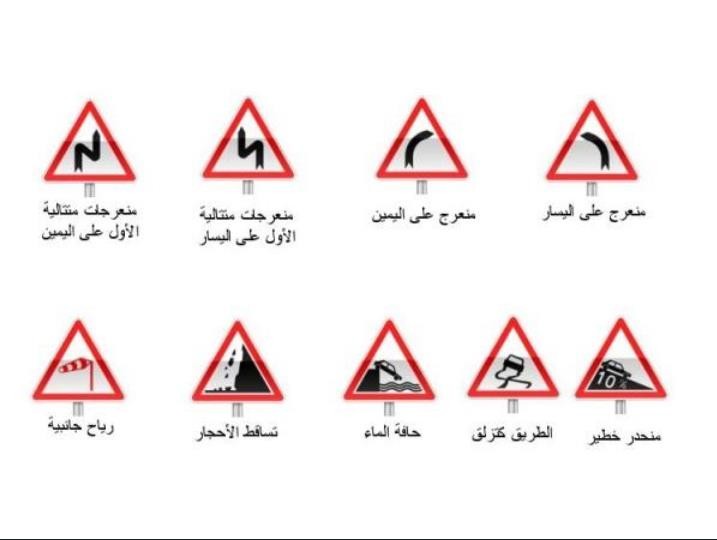 منعرج على اليسار
منعرج على اليمين
منعرجات متتالية
الأول على اليسار
منعرجات متتالية
الأول على اليمين
10%
منحدر خطير
الطريق كتزلق
حافة الماء
تساقط الأحجار
رياح جانبية